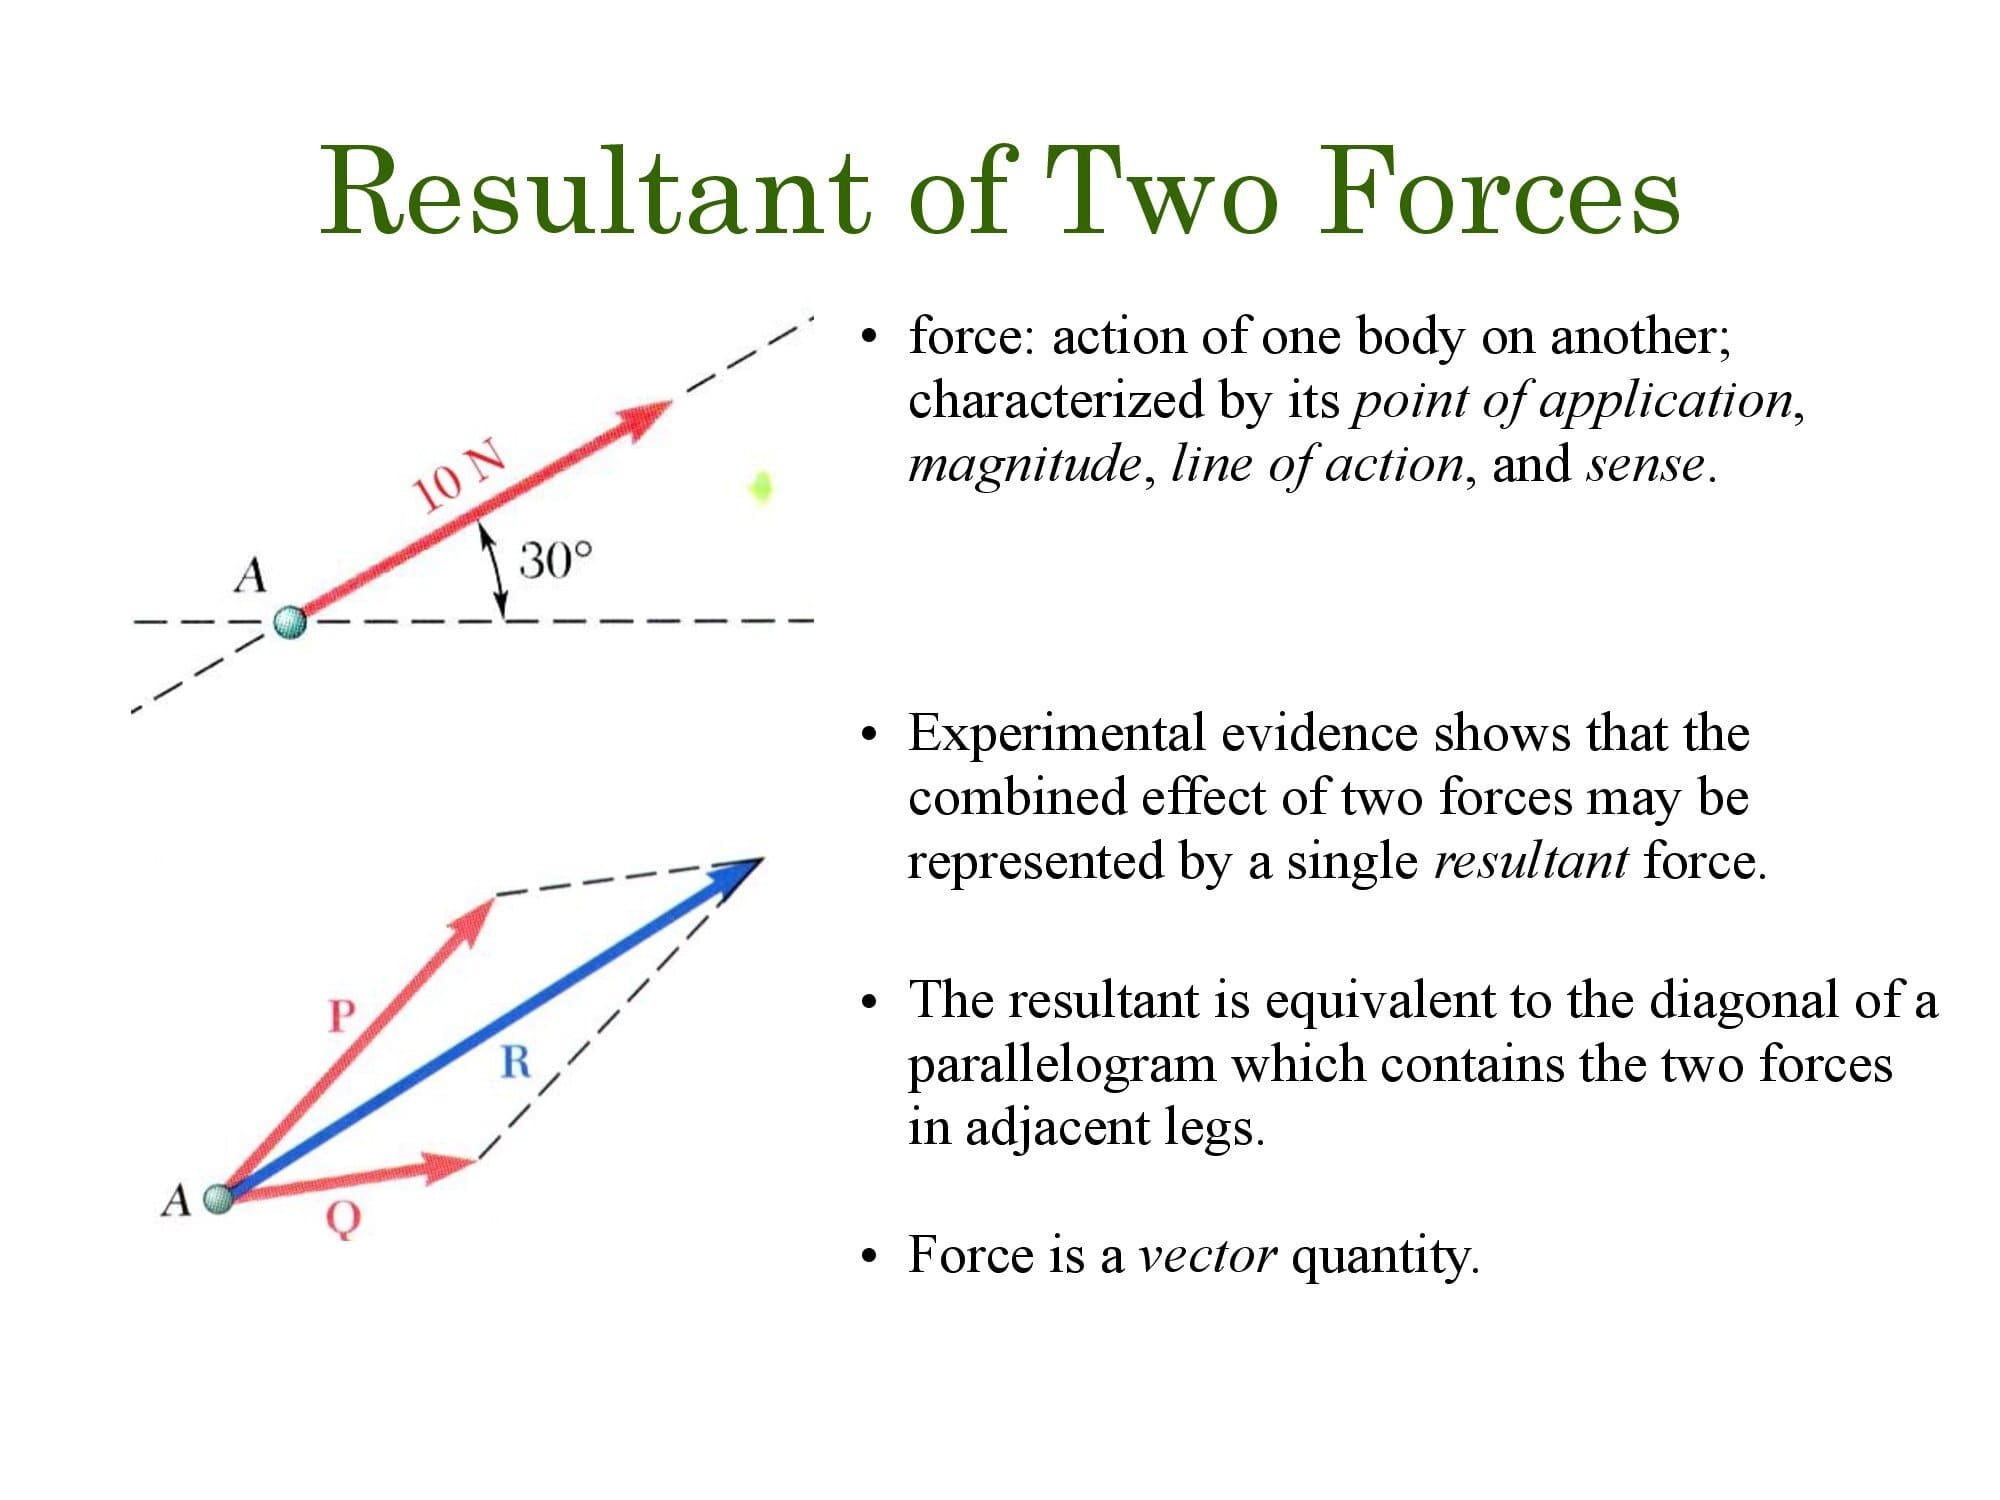 Resultant of Two Forces
10 N
30°
A
• force: action of one body on another;
characterized by its point of application,
magnitude, line of action, and sense.
• Experimental evidence shows that the
combined effect of two forces may be
represented by a single resultant force.
P
R
A
Q
• The resultant is equivalent to the diagonal of a
parallelogram which contains the two forces
in adjacent legs.
• Force is a vector quantity.